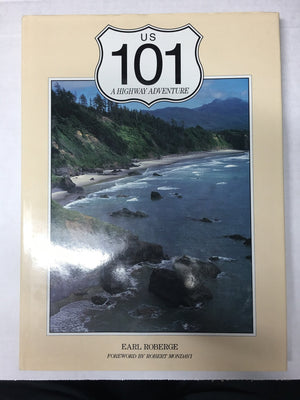 US
101
A HIGHWAY ADVENTURE
EARL ROBERGE
FOREWORD BY ROBERT MONDAVI